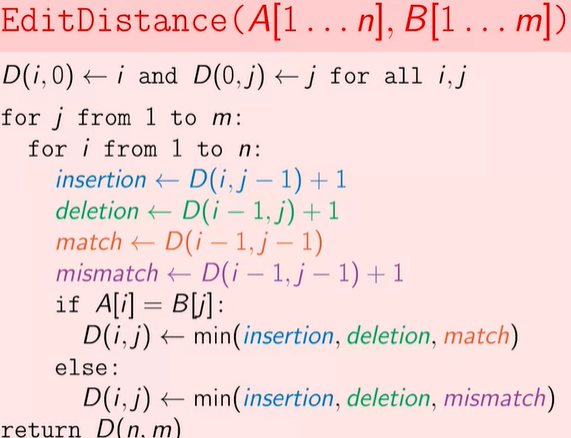 EditDistance(A[1 … n], B[1 … m])
D(i, 0) ← i and D(0, j) ← j for all i, j
for j from 1 to m:
for i from 1 to n:
insertion ← D(i, j − 1) + 1
deletion ← D(i − 1, j) + 1
match ← D(i − 1, j − 1)
mismatch ← D(i − 1, j − 1) + 1
if A[i] = B[j]:
D(i, j) ← min(insertion, deletion, match)
else:
D(i, j) ← min(insertion, deletion, mismatch)
return D(n, m)